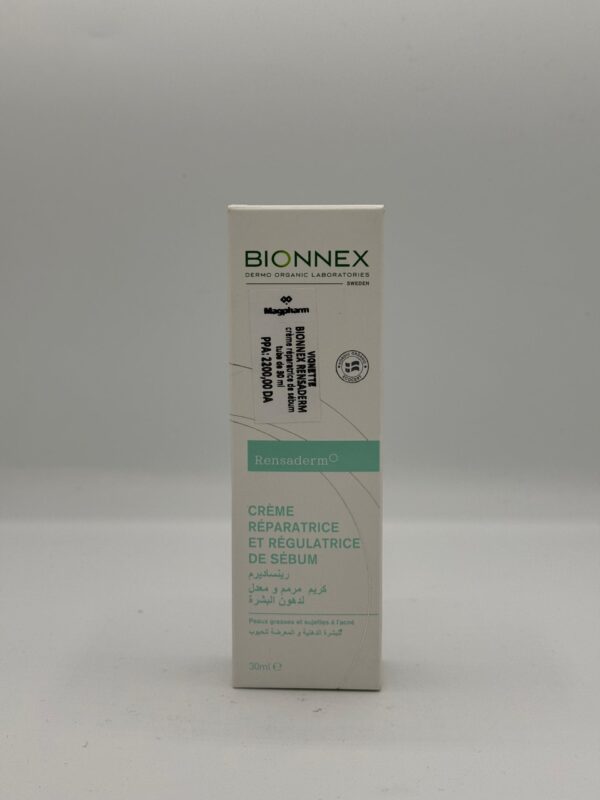 BIONNEX
DERMO ORGANIC LABORATORIES
SWEDEN
Magpharm
VIGNETTE
BIONNEX RENSADERM
crème réparatrice de sébum
tube de 30 ml
PPA: 2200,00 DA
Rensaderm
CRÈME
RÉPARATRICE
ET RÉGULATRICE
DE SÉBUM
رينساديرم
كريم مرمم و معدل
لدهون البشرة
Peaux grasses et sujettes à l'acné
للبشرة الدهنية و المعرضة للحبوب
30ml ℮